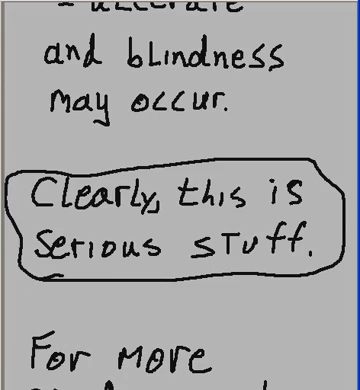 and blindness
may occur.
Clearly, this is
serious stuff.
For more